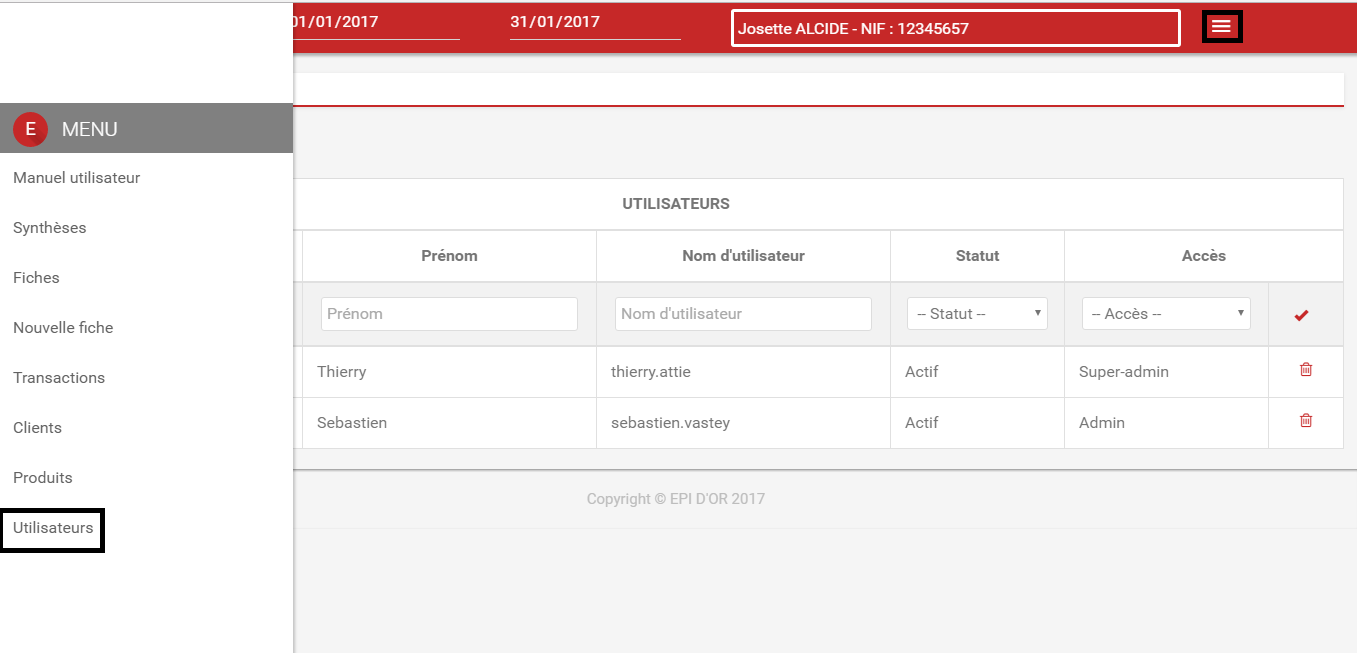 01/01/2017 31/01/2017 Josette ALCIDE - NIF : 12345657
E MENU
Manuel utilisateur
Synthèses
Fiches
Nouvelle fiche
Transactions
Clients
Produits
Utilisateurs
UTILISATEURS
Prénom Nom d'utilisateur Statut Accès
Prénom Nom d'utilisateur -- Statut -- -- Accès --
Thierry thierry.attie Actif Super-admin
Sebastien sebastien.vastey Actif Admin
Copyright © EPI D'OR 2017